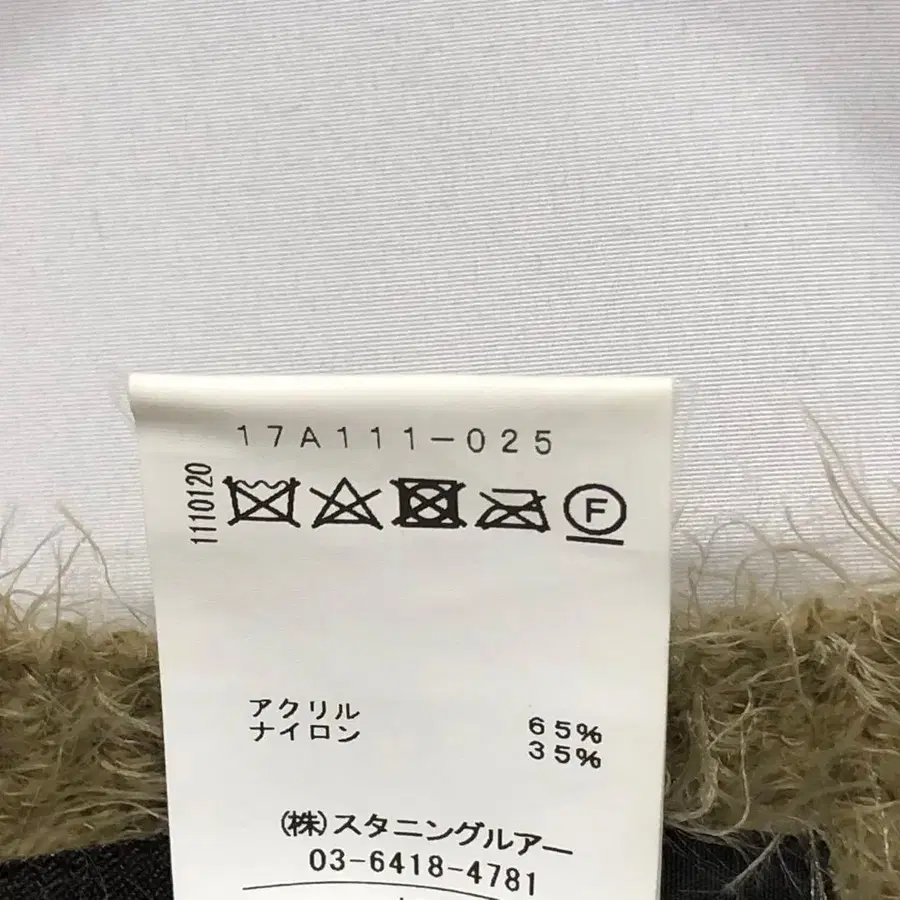 17A111-025
1110120
F
アクリル 65%
ナイロン 35%
(株)スタニングルアー
03-6418-4781